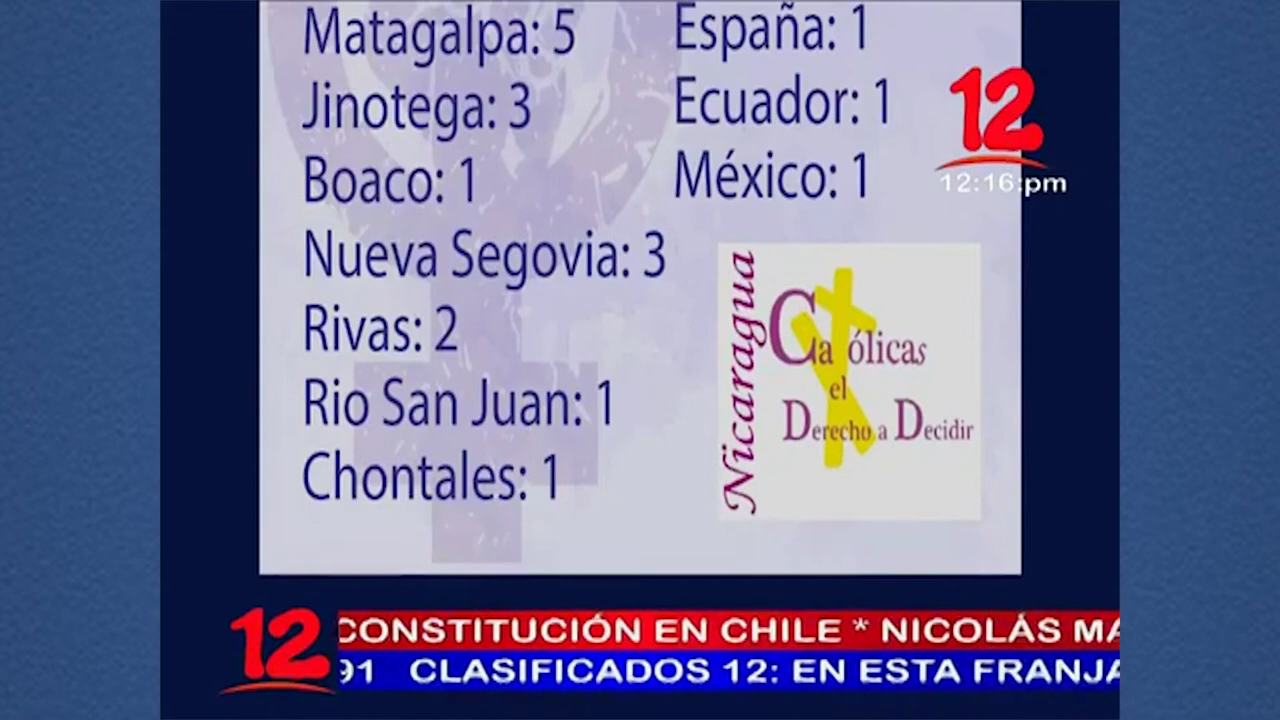 Matagalpa: 5
Jinotega: 3
Boaco: 1
Nueva Segovia: 3
Rivas: 2
Rio San Juan: 1
Chontales: 1
España: 1
Ecuador: 1
México: 1
12
12:16:pm
Nicaragua
Católicas
el
Derecho a Decidir
12
CONSTITUCIÓN EN CHILE * NICOLÁS MA
91 CLASIFICADOS 12: EN ESTA FRANJA